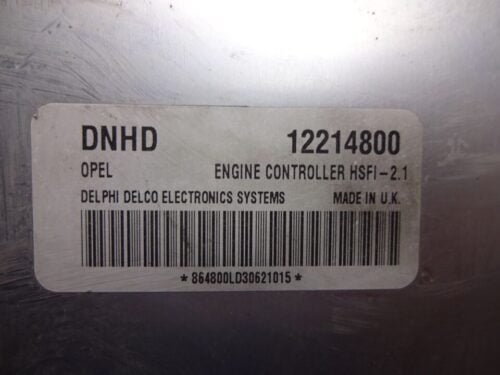 DNHD 12214800
OPEL ENGINE CONTROLLER HSFI-2.1
DELPHI DELCO ELECTRONICS SYSTEMS MADE IN U.K.
*864800LD30621015*